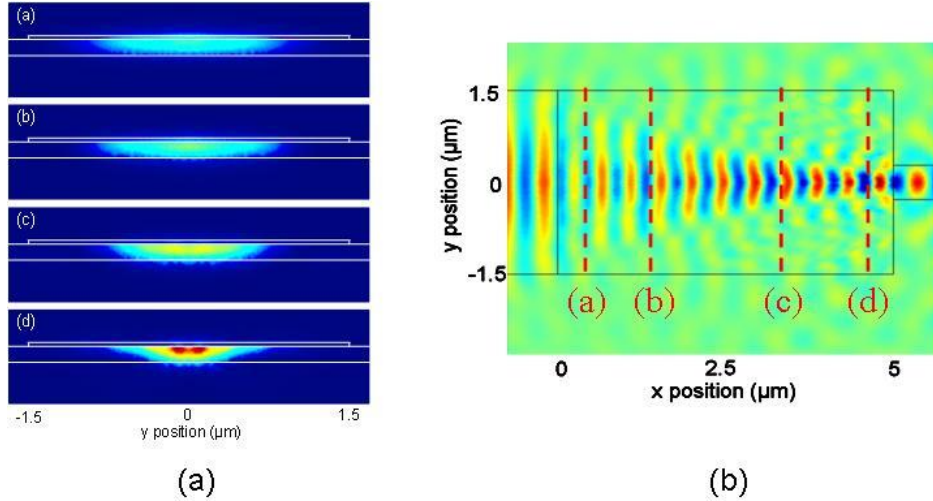 (a)
(b)
(c)
(d)
-1.5 0 1.5
y position (μm)
(a)
1.5
0
-1.5
y position (μm)
(a) (b) (c) (d)
0 2.5 5
x position (μm)
(b)